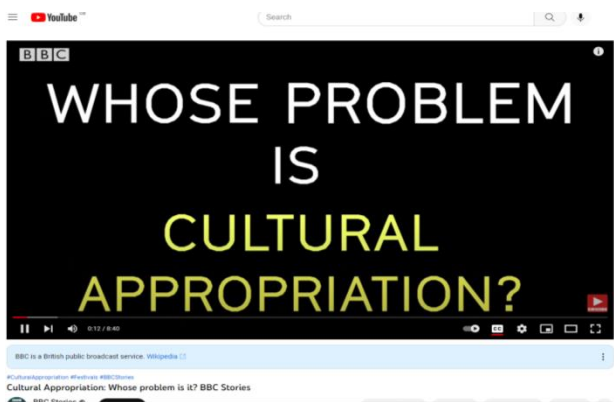 YouTube
Search
BBC
WHOSE PROBLEM
IS
CULTURAL
APPROPRIATION?
0:12 / 8:40
CC
BBC is a British public broadcast service. Wikipedia
#CulturalAppropriation #Festivals #BBCStories
Cultural Appropriation: Whose problem is it? BBC Stories
BBC Stories